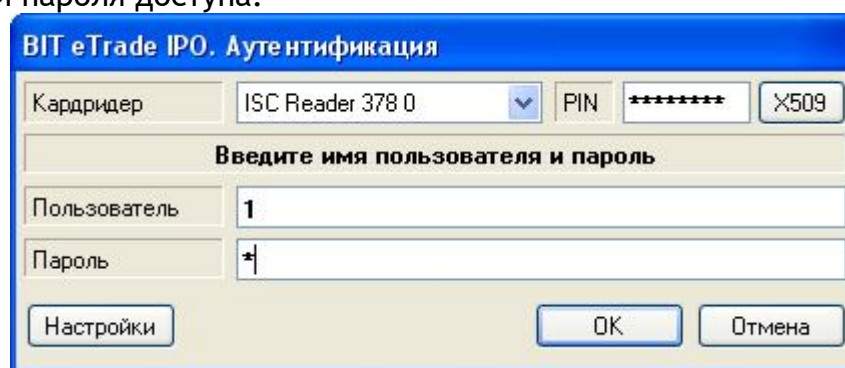 и пароля доступа.
BIT eTrade IPO. Аутентификация
Кардридер ISC Reader 378 0 PIN ******** X509
Введите имя пользователя и пароль
Пользователь 1
Пароль *
Настройки OK Отмена